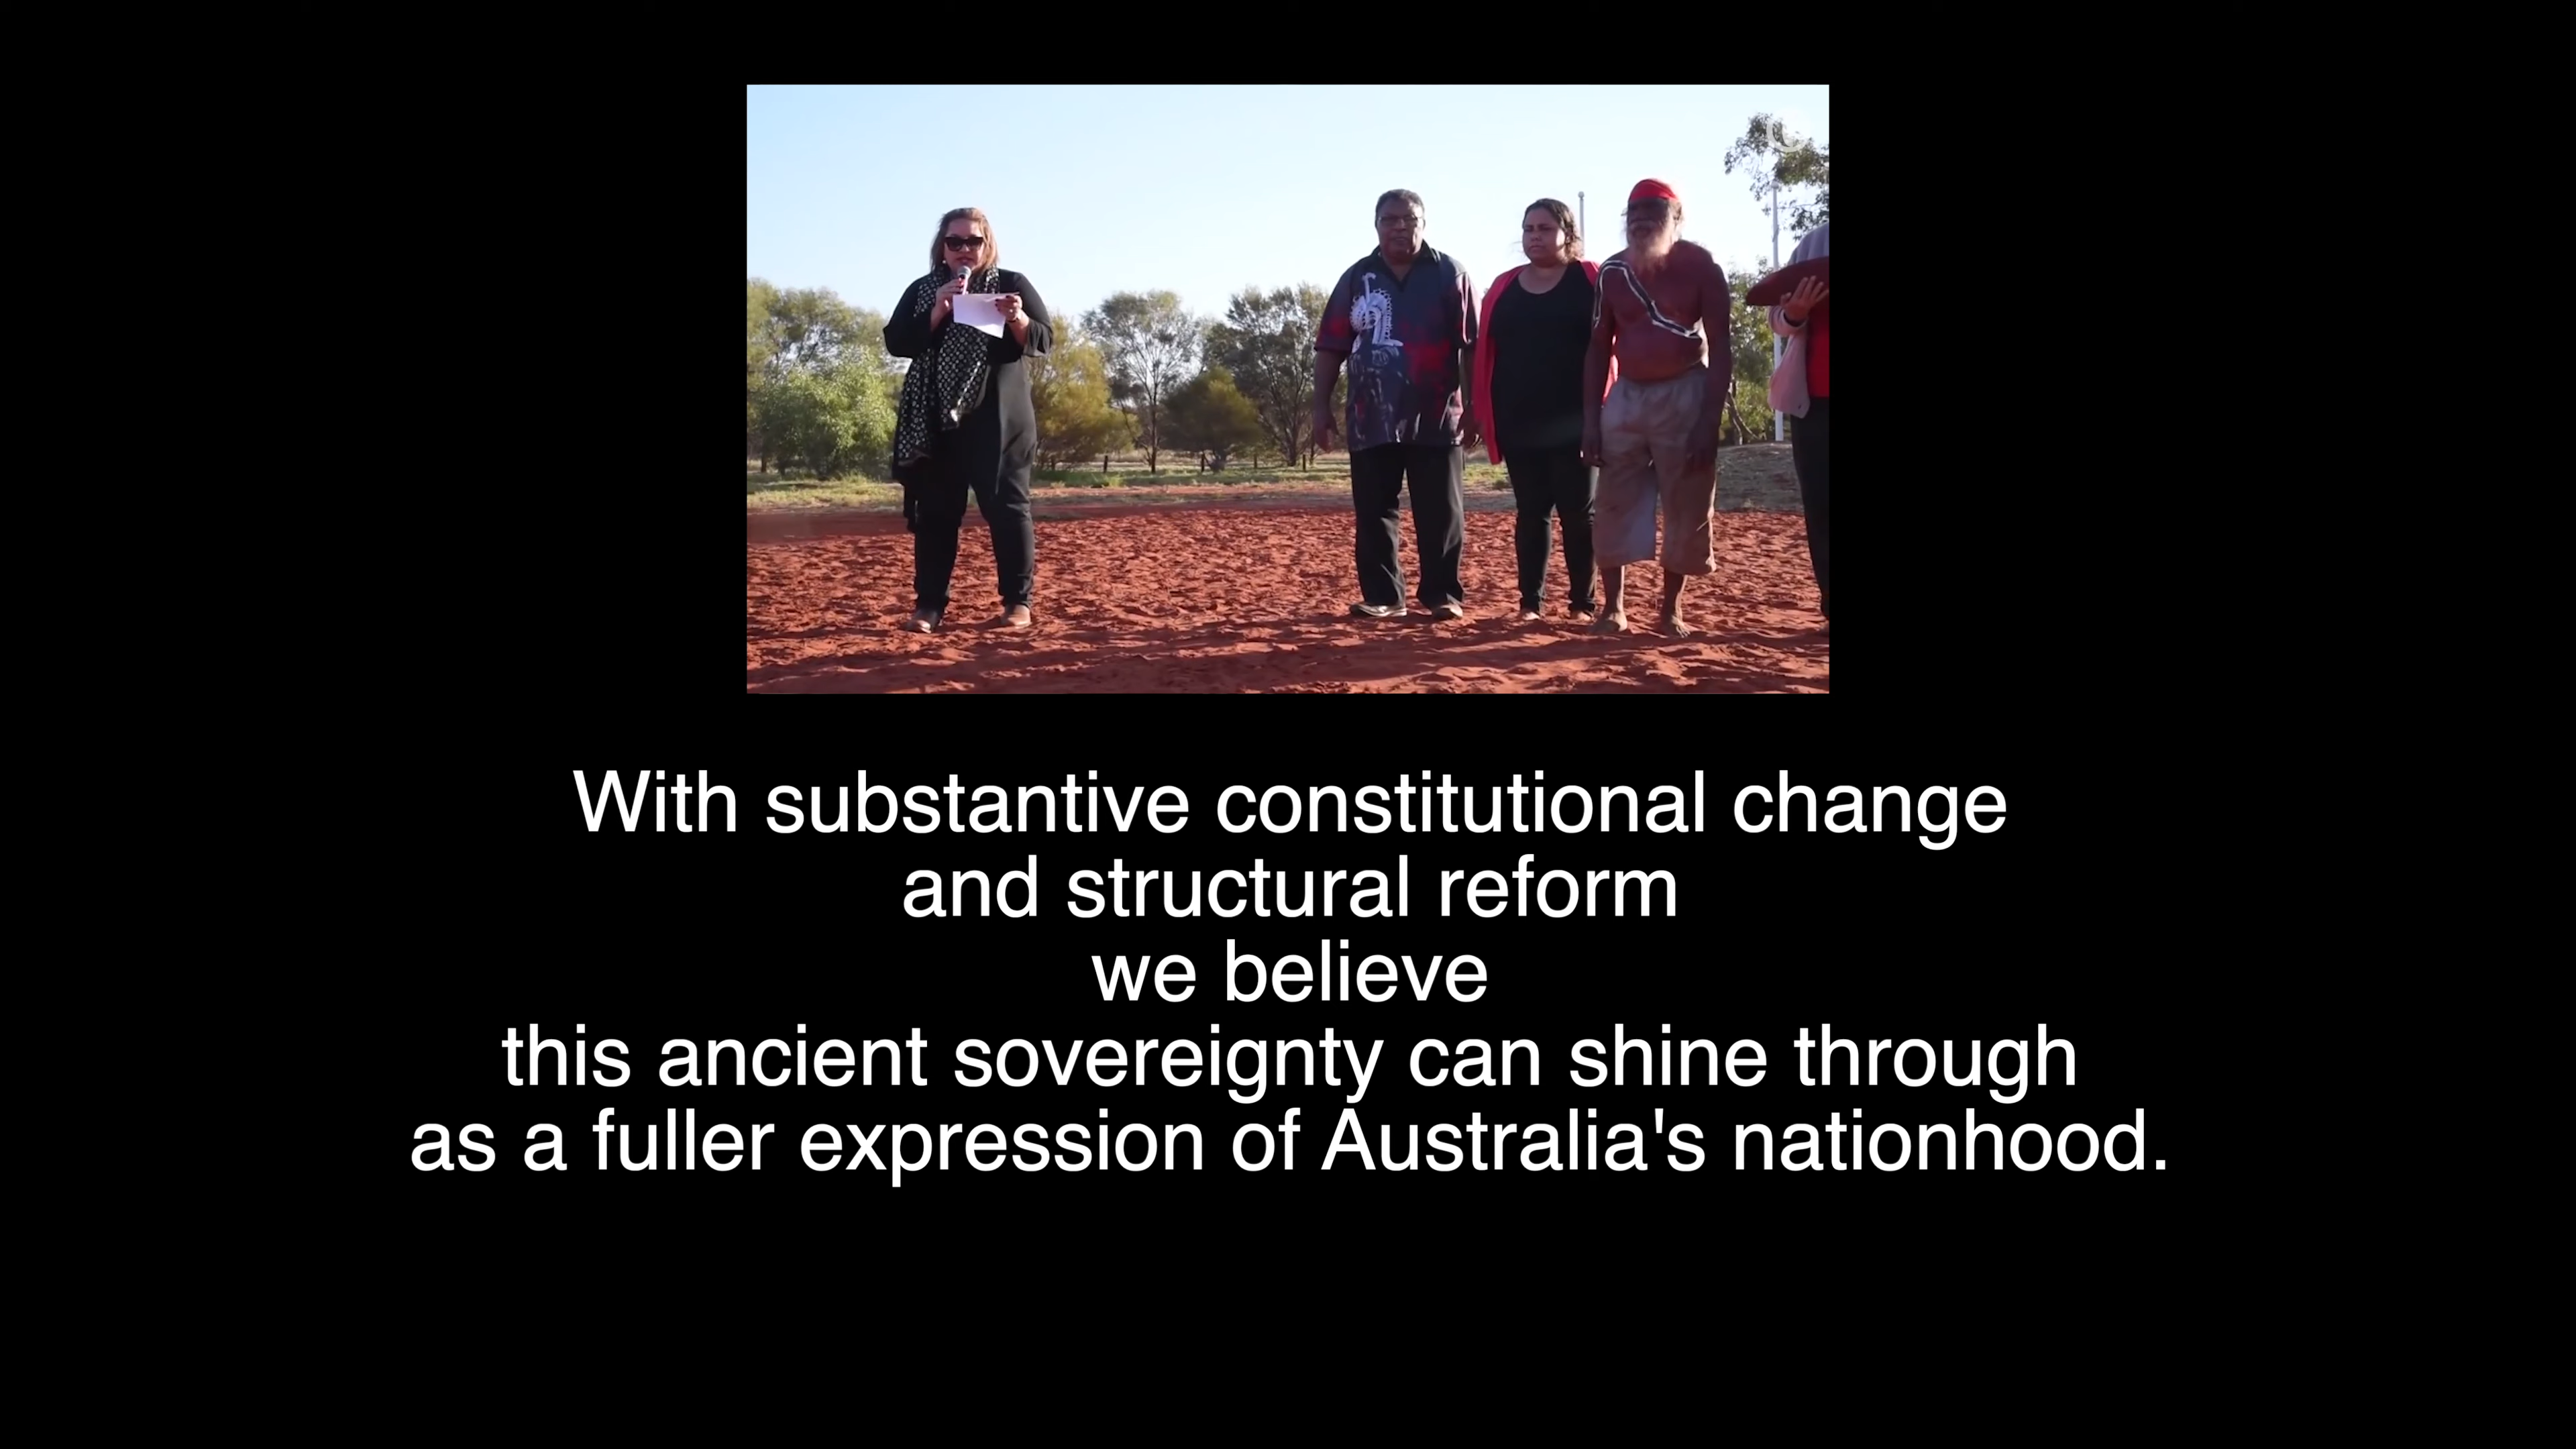 With substantive constitutional change
and structural reform
we believe
this ancient sovereignty can shine through
as a fuller expression of Australia's nationhood.